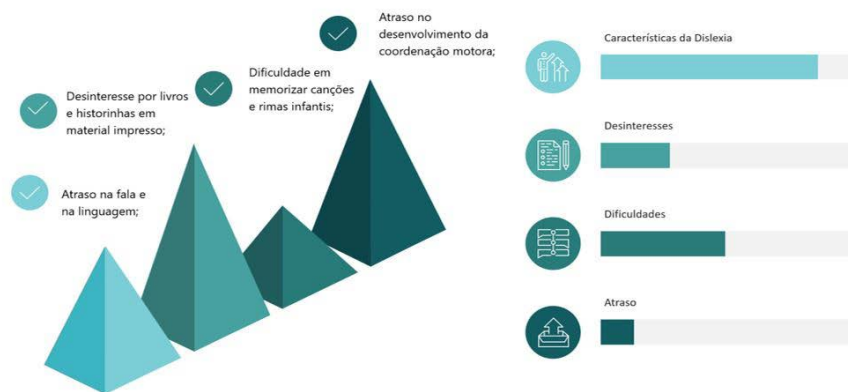 Atraso no
desenvolvimento da
coordenação motora;
Dificuldade em
memorizar canções
e rimas infantis;
Desinteresse por livros
e historinhas em
material impresso;
Atraso na fala e
na linguagem;
Características da Dislexia
Desinteresses
Dificuldades
Atraso